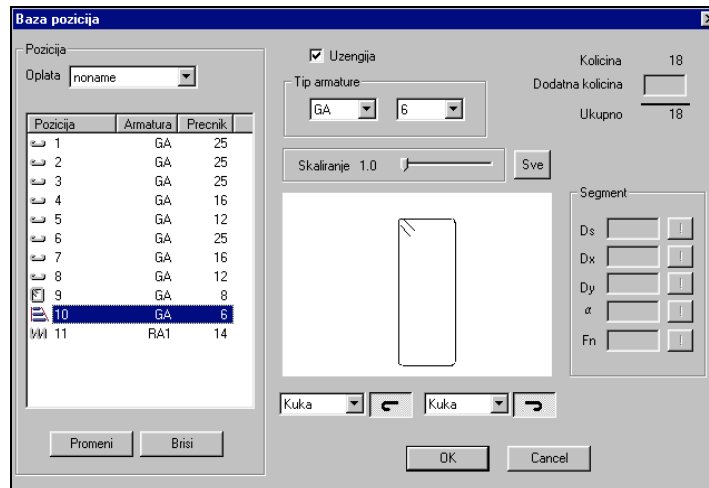 Baza pozicija
Pozicija
Oplata noname
Pozicija Armatura Precnik
1 GA 25
2 GA 25
3 GA 25
4 GA 16
5 GA 12
6 GA 25
7 GA 16
8 GA 12
9 GA 8
10 GA 6
11 RA1 14
Promeni Brisi
Uzengija
Tip armature
GA 6
Skaliranje 1.0 Sve
Kuka Kuka
Kolicina 18
Dodatna kolicina
Ukupno 18
Segment
Ds !
Dx !
Dy !
α !
Fn !
OK Cancel